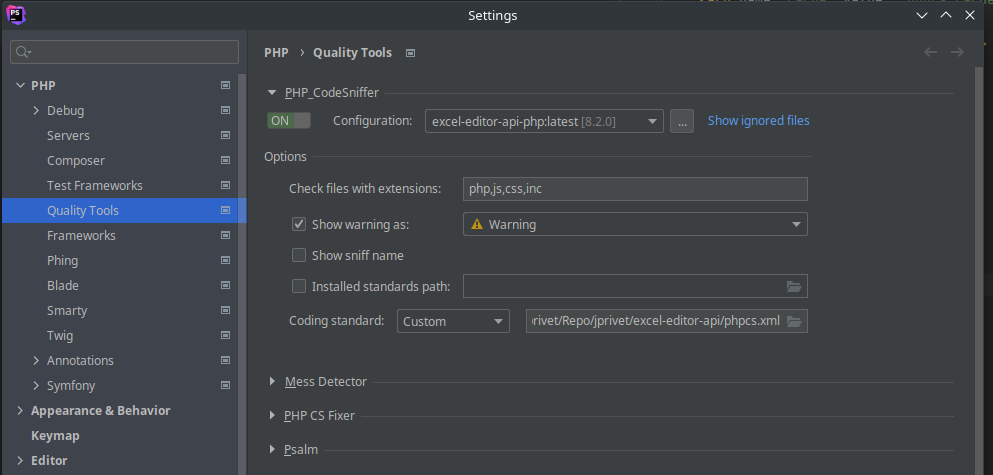 PS
Settings
PHP
Debug
Servers
Composer
Test Frameworks
Quality Tools
Frameworks
Phing
Blade
Smarty
Twig
Annotations
Symfony
Appearance & Behavior
Keymap
Editor
PHP › Quality Tools
PHP_CodeSniffer
ON Configuration: excel-editor-api-php:latest [8.2.0] ... Show ignored files
Options
Check files with extensions: php,js,css,inc
Show warning as: Warning
Show sniff name
Installed standards path:
Coding standard: Custom rivet/Repo/jprivet/excel-editor-api/phpcs.xml
Mess Detector
PHP CS Fixer
Psalm